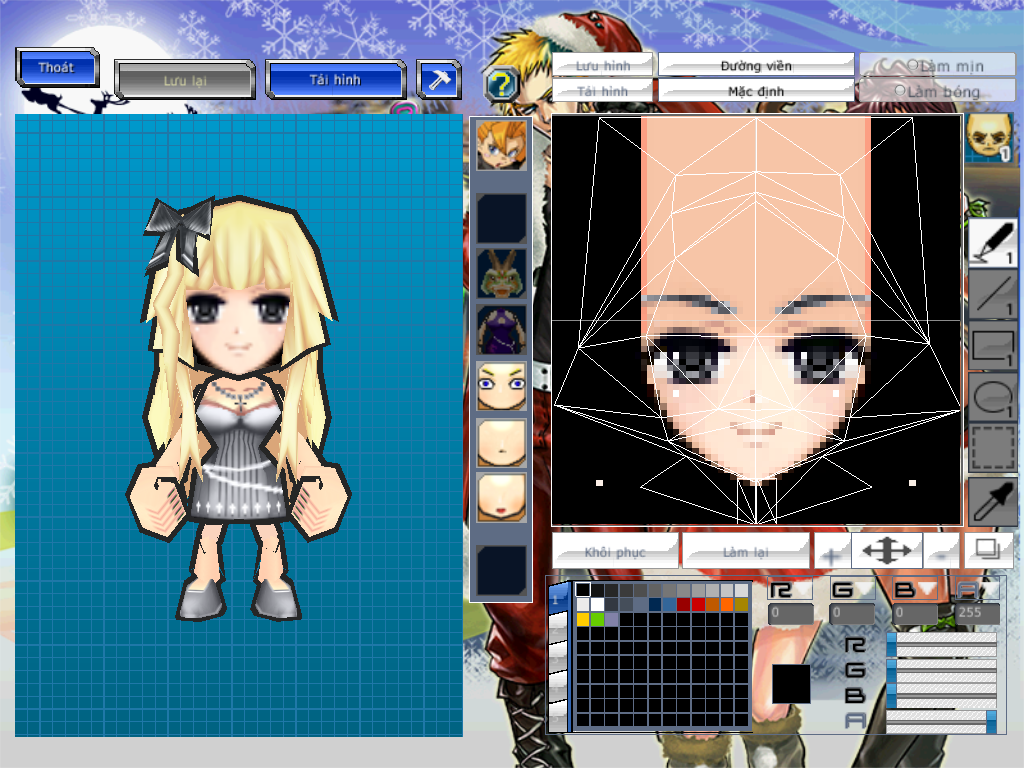 Thoát
Lưu lại
Tải hình
?
Lưu hình
Đường viền
Làm mịn
Tải hình
Mặc định
Làm bóng
1
1
1
1
1
Khôi phục
Làm lại
+
-
1
R
G
B
A
0
0
0
255
R
G
B
A